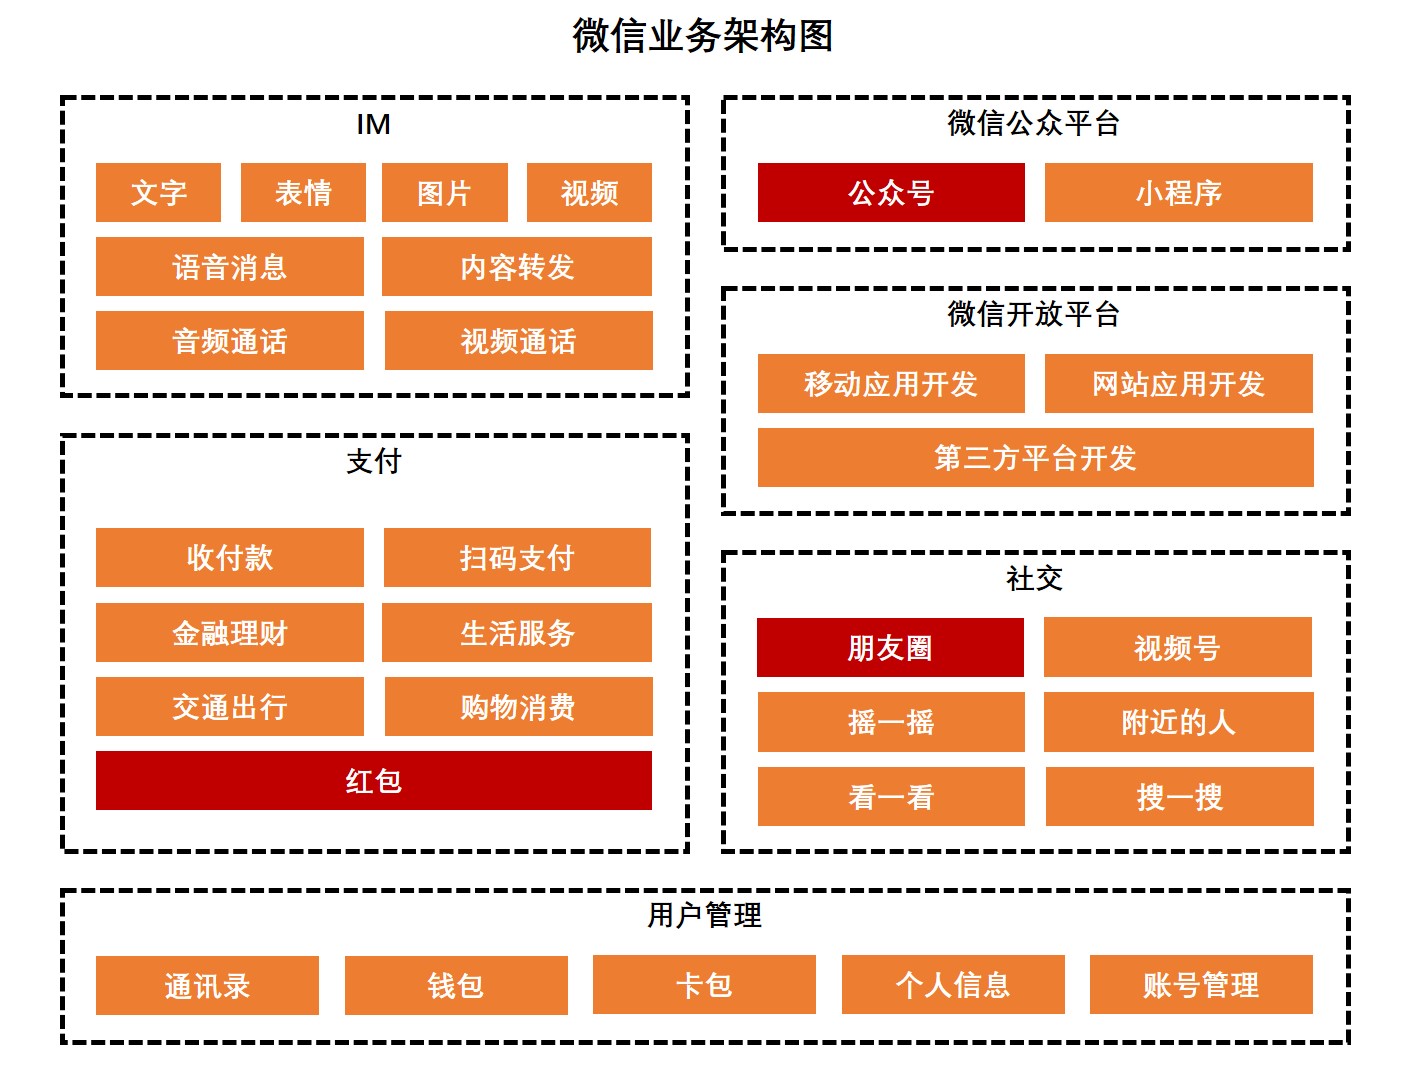 微信业务架构图
IM
文字
表情
图片
视频
语音消息
内容转发
音频通话
视频通话
支付
收付款
扫码支付
金融理财
生活服务
交通出行
购物消费
红包
微信公众平台
公众号
小程序
微信开放平台
移动应用开发
网站应用开发
第三方平台开发
社交
朋友圈
视频号
摇一摇
附近的人
看一看
搜一搜
用户管理
通讯录
钱包
卡包
个人信息
账号管理